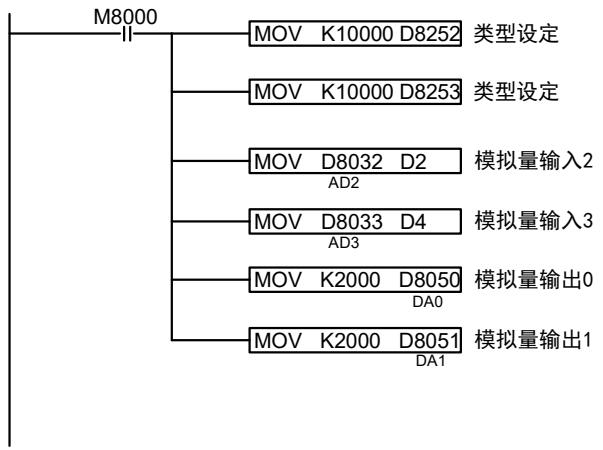 M8000
MOV K10000 D8252 类型设定
MOV K10000 D8253 类型设定
MOV D8032 D2 模拟量输入2
AD2
MOV D8033 D4 模拟量输入3
AD3
MOV K2000 D8050 模拟量输出0
DA0
MOV K2000 D8051 模拟量输出1
DA1